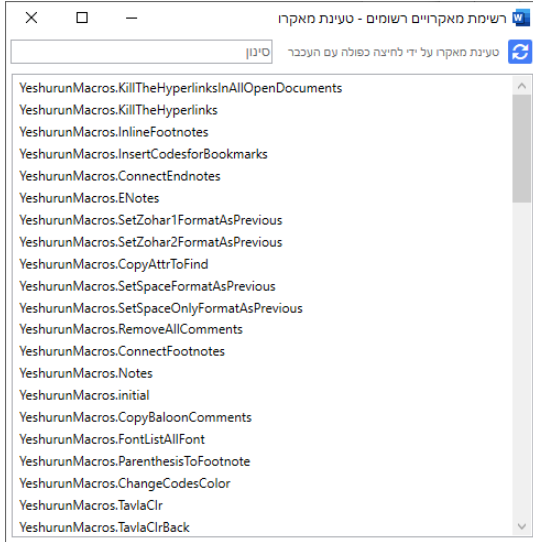 רשימת מאקרויים רשומים - טעינת מאקרו
טעינת מאקרו על ידי לחיצה כפולה עם העכבר
סינון
YeshurunMacros.KillTheHyperlinksInAllOpenDocuments
YeshurunMacros.KillTheHyperlinks
YeshurunMacros.InlineFootnotes
YeshurunMacros.InsertCodesforBookmarks
YeshurunMacros.ConnectEndnotes
YeshurunMacros.ENotes
YeshurunMacros.SetZohar1FormatAsPrevious
YeshurunMacros.SetZohar2FormatAsPrevious
YeshurunMacros.CopyAttrToFind
YeshurunMacros.SetSpaceFormatAsPrevious
YeshurunMacros.SetSpaceOnlyFormatAsPrevious
YeshurunMacros.RemoveAllComments
YeshurunMacros.ConnectFootnotes
YeshurunMacros.Notes
YeshurunMacros.initial
YeshurunMacros.CopyBaloonComments
YeshurunMacros.FontListAllFont
YeshurunMacros.ParenthesisToFootnote
YeshurunMacros.ChangeCodesColor
YeshurunMacros.TavlaClr
YeshurunMacros.TavlaClrBack